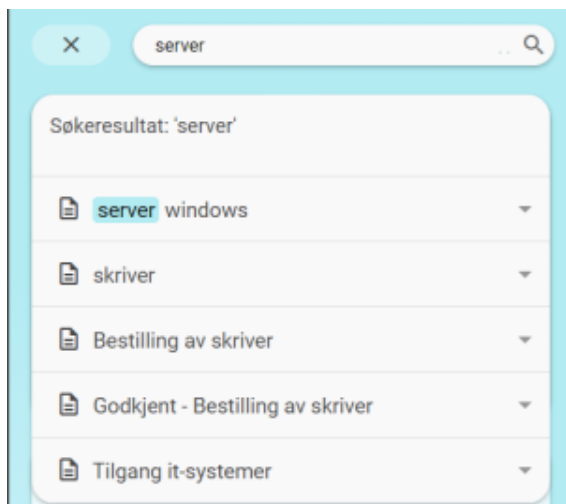 server
Søkeresultat: 'server'
server windows
skriver
Bestilling av skriver
Godkjent - Bestilling av skriver
Tilgang it-systemer